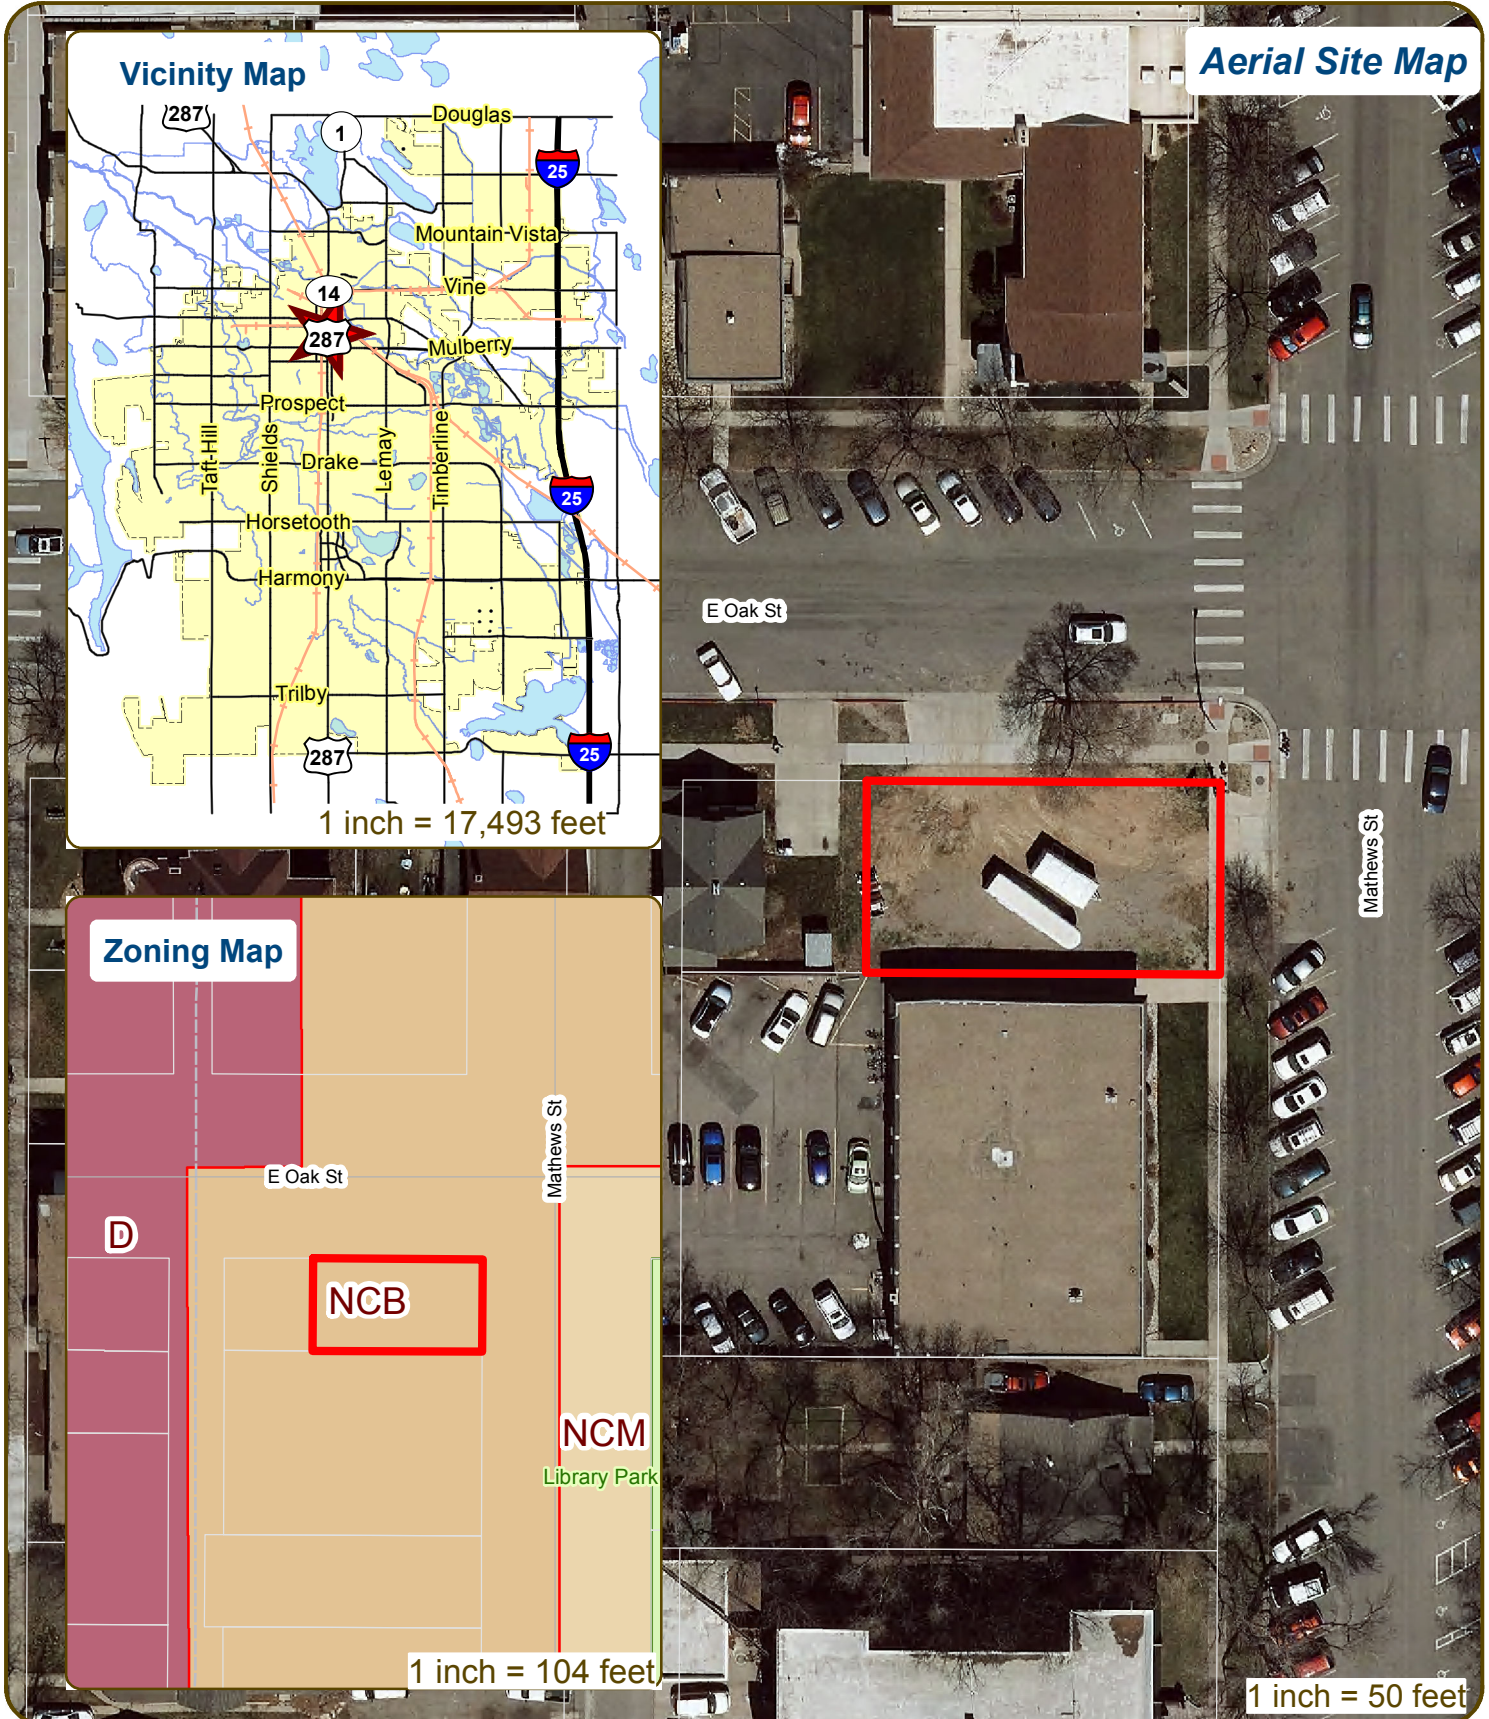 Aerial Site Map
Vicinity Map
287
1
Douglas
25
Mountain Vista
Vine
14
287
Mulberry
Prospect
Taft Hill
Shields
Drake
Lemay
Timberline
25
Horsetooth
Harmony
Trilby
287
25
1 inch = 17,493 feet
E Oak St
Mathews St
Zoning Map
Mathews St
E Oak St
D
NCB
NCM
Library Park
1 inch = 104 feet
1 inch = 50 feet